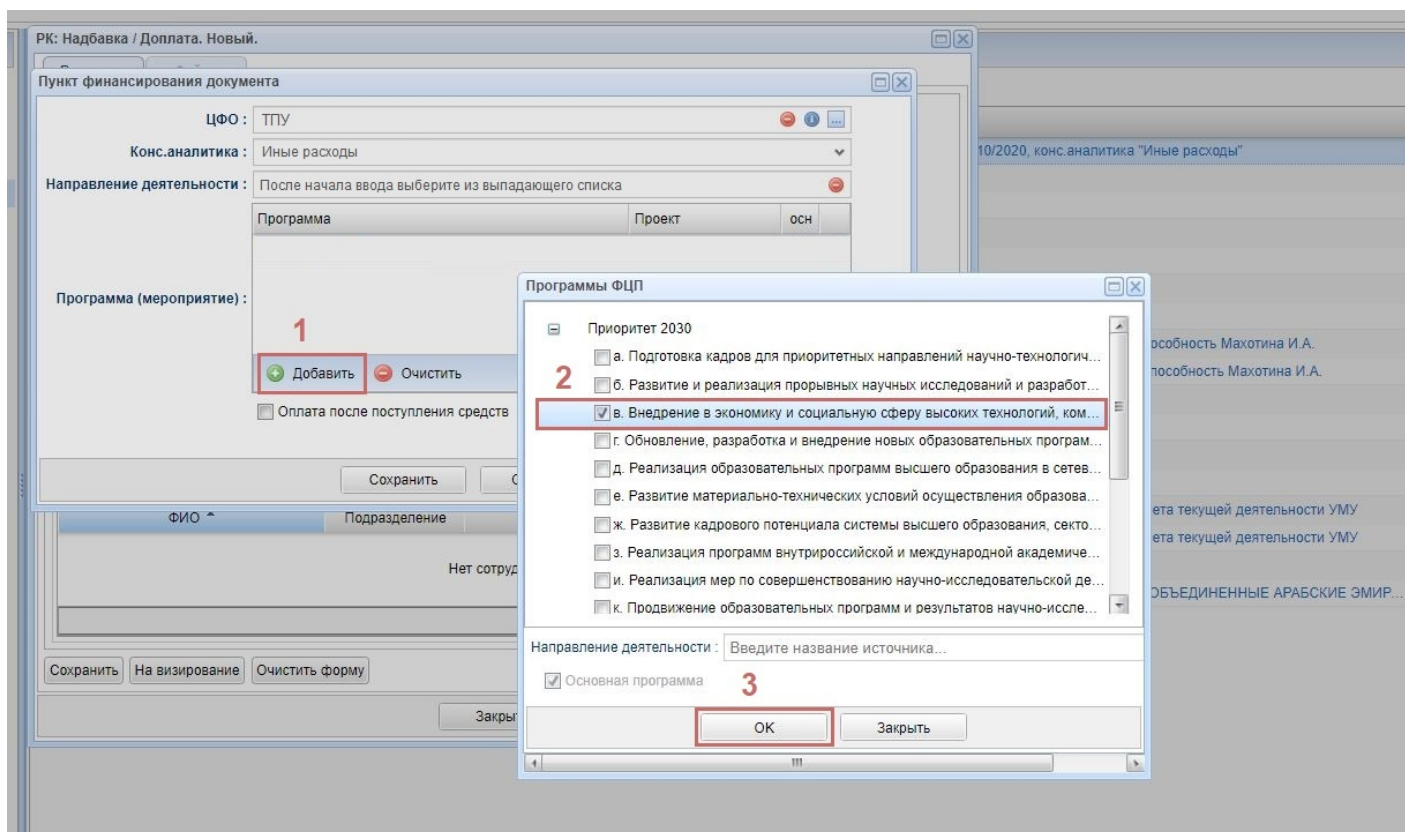 РК: Надбавка / Доплата. Новый.
Пункт финансирования документа
ЦФО : ТПУ
Конс.аналитика : Иные расходы
10/2020, конс.аналитика "Иные расходы"
Направление деятельности : После начала ввода выберите из выпадающего списка
Программа Проект осн
Программа (мероприятие) :
1
Добавить Очистить
Оплата после поступления средств
Сохранить
Программы ФЦП
Приоритет 2030
а. Подготовка кадров для приоритетных направлений научно-технологич...
2
б. Развитие и реализация прорывных научных исследований и разработ...
в. Внедрение в экономику и социальную сферу высоких технологий, ком...
г. Обновление, разработка и внедрение новых образовательных програм...
д. Реализация образовательных программ высшего образования в сетев...
е. Развитие материально-технических условий осуществления образова...
ж. Развитие кадрового потенциала системы высшего образования, секто...
з. Реализация программ внутрироссийской и международной академиче...
и. Реализация мер по совершенствованию научно-исследовательской де...
к. Продвижение образовательных программ и результатов научно-иссле...
Направление деятельности : Введите название источника...
Основная программа
3
OK Закрыть
особность Махотина И.А.
пособность Махотина И.А.
ета текущей деятельности УМУ
ета текущей деятельности УМУ
ОБЪЕДИНЕННЫЕ АРАБСКИЕ ЭМИР...
ФИО Подразделение
Нет сотруд
Сохранить На визирование Очистить форму
Закры